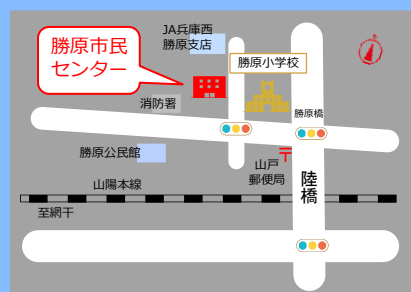 JA兵庫西
勝原支店
勝原市民
センター
勝原小学校
消防署
勝原橋
勝原公民館
山戸
郵便局
陸橋
山陽本線
至網干